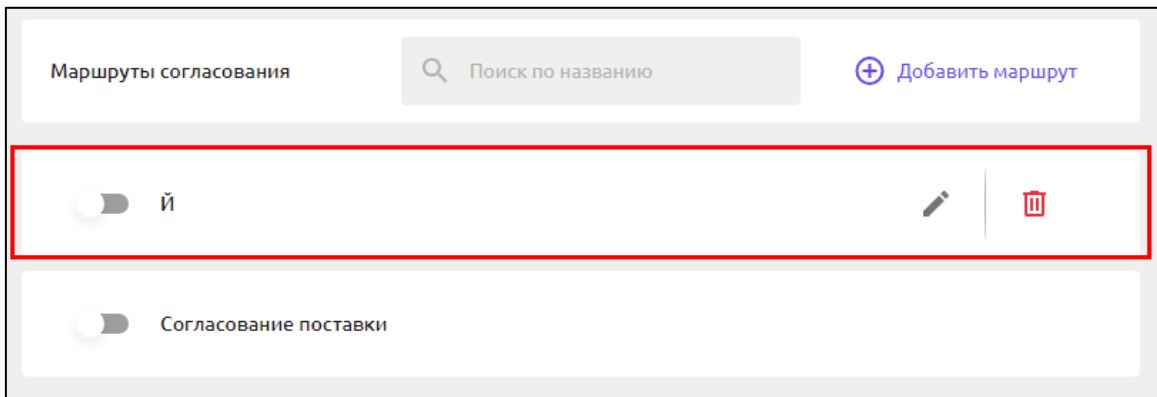 Маршруты согласования
Поиск по названию
Добавить маршрут
Й
Согласование поставки